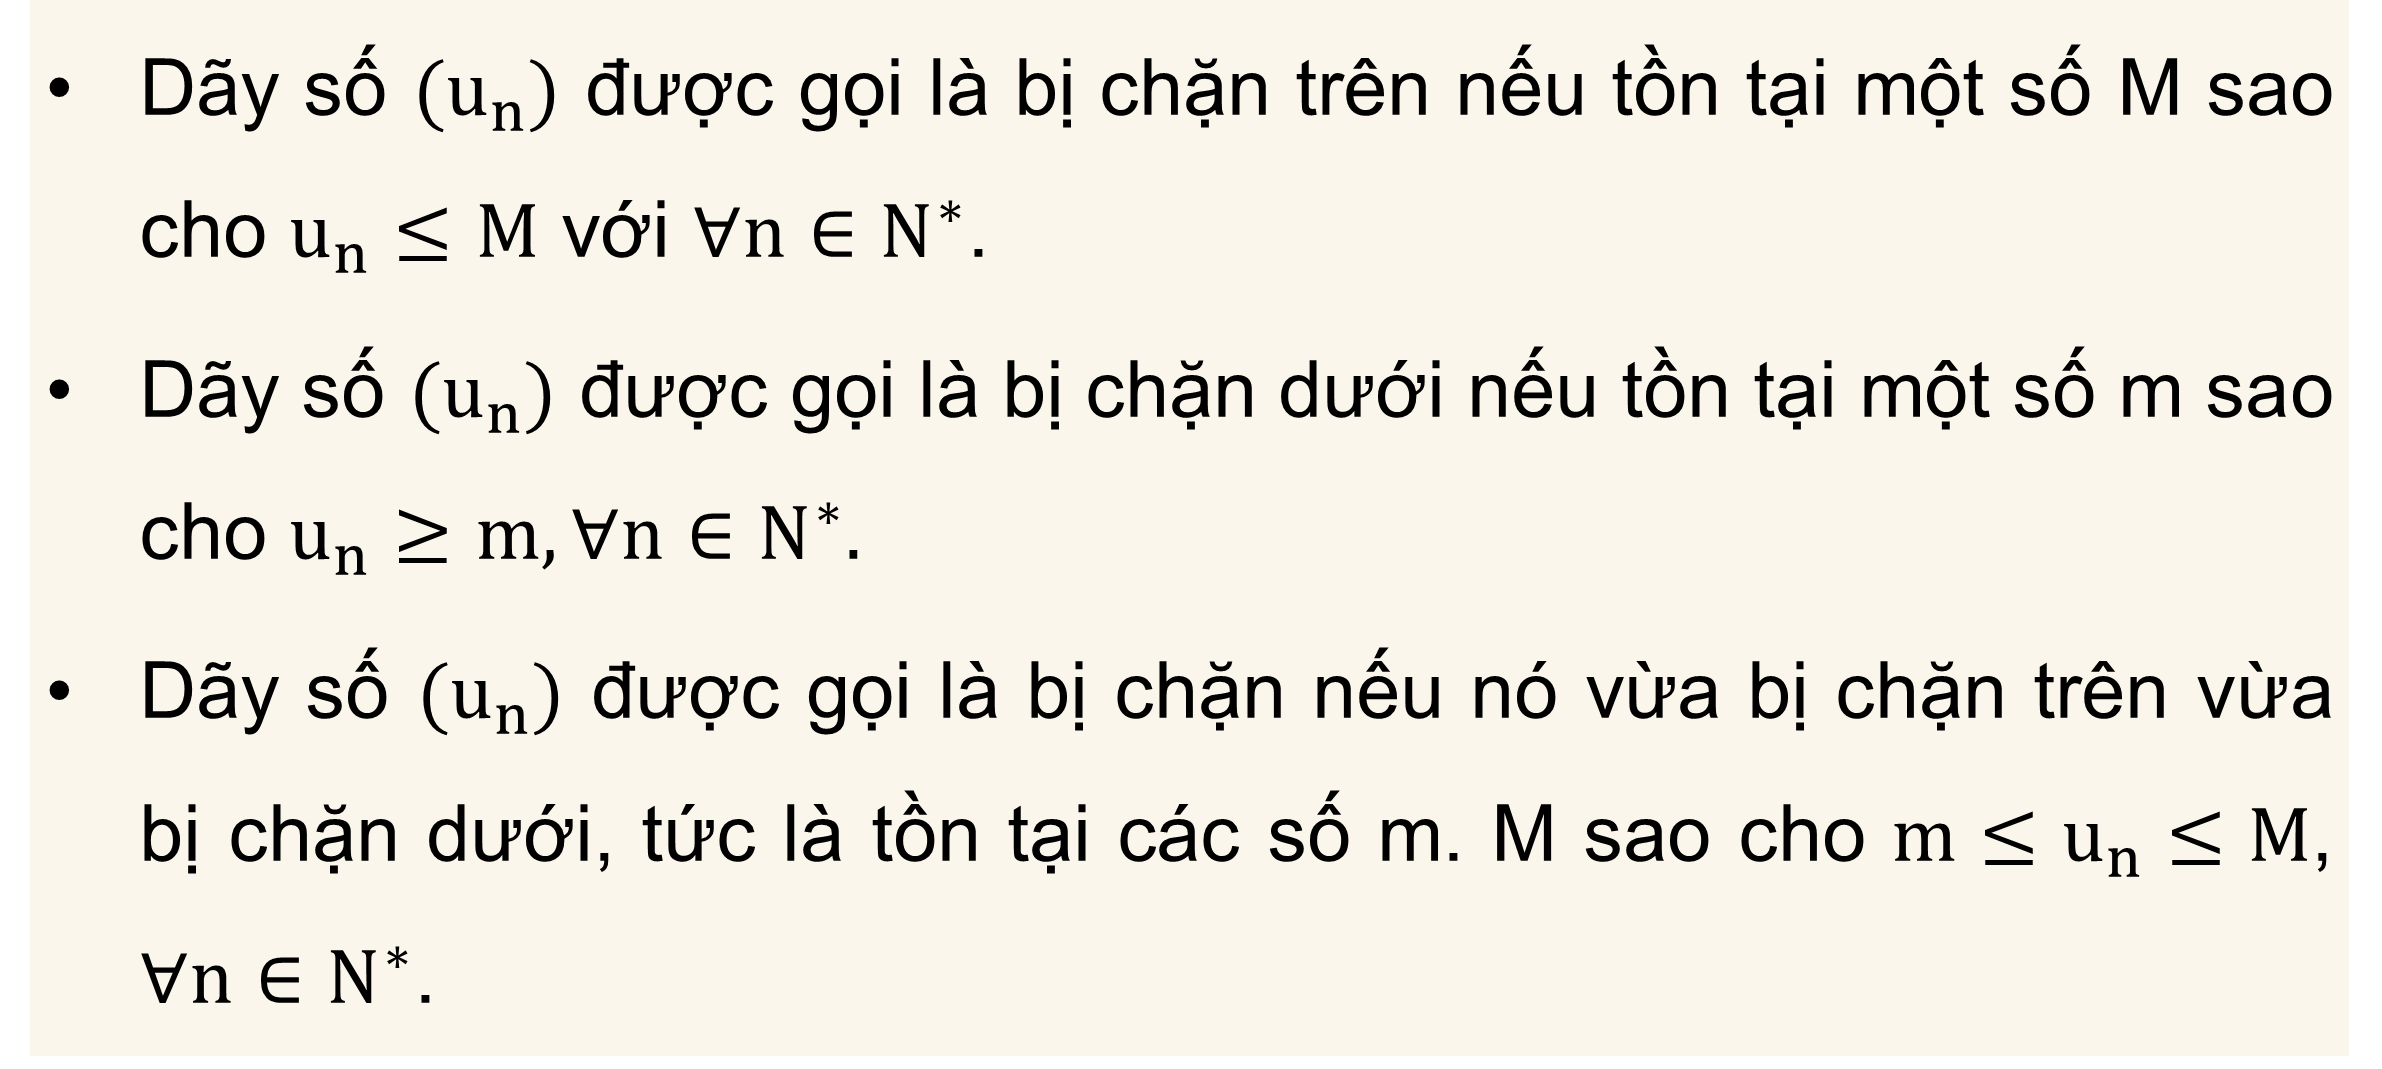 • Dãy số (uₙ) được gọi là bị chặn trên nếu tồn tại một số M sao
cho uₙ ≤ M với ∀n ∈ N*.
• Dãy số (uₙ) được gọi là bị chặn dưới nếu tồn tại một số m sao
cho uₙ ≥ m, ∀n ∈ N*.
• Dãy số (uₙ) được gọi là bị chặn nếu nó vừa bị chặn trên vừa
bị chặn dưới, tức là tồn tại các số m. M sao cho m ≤ uₙ ≤ M,
∀n ∈ N*.